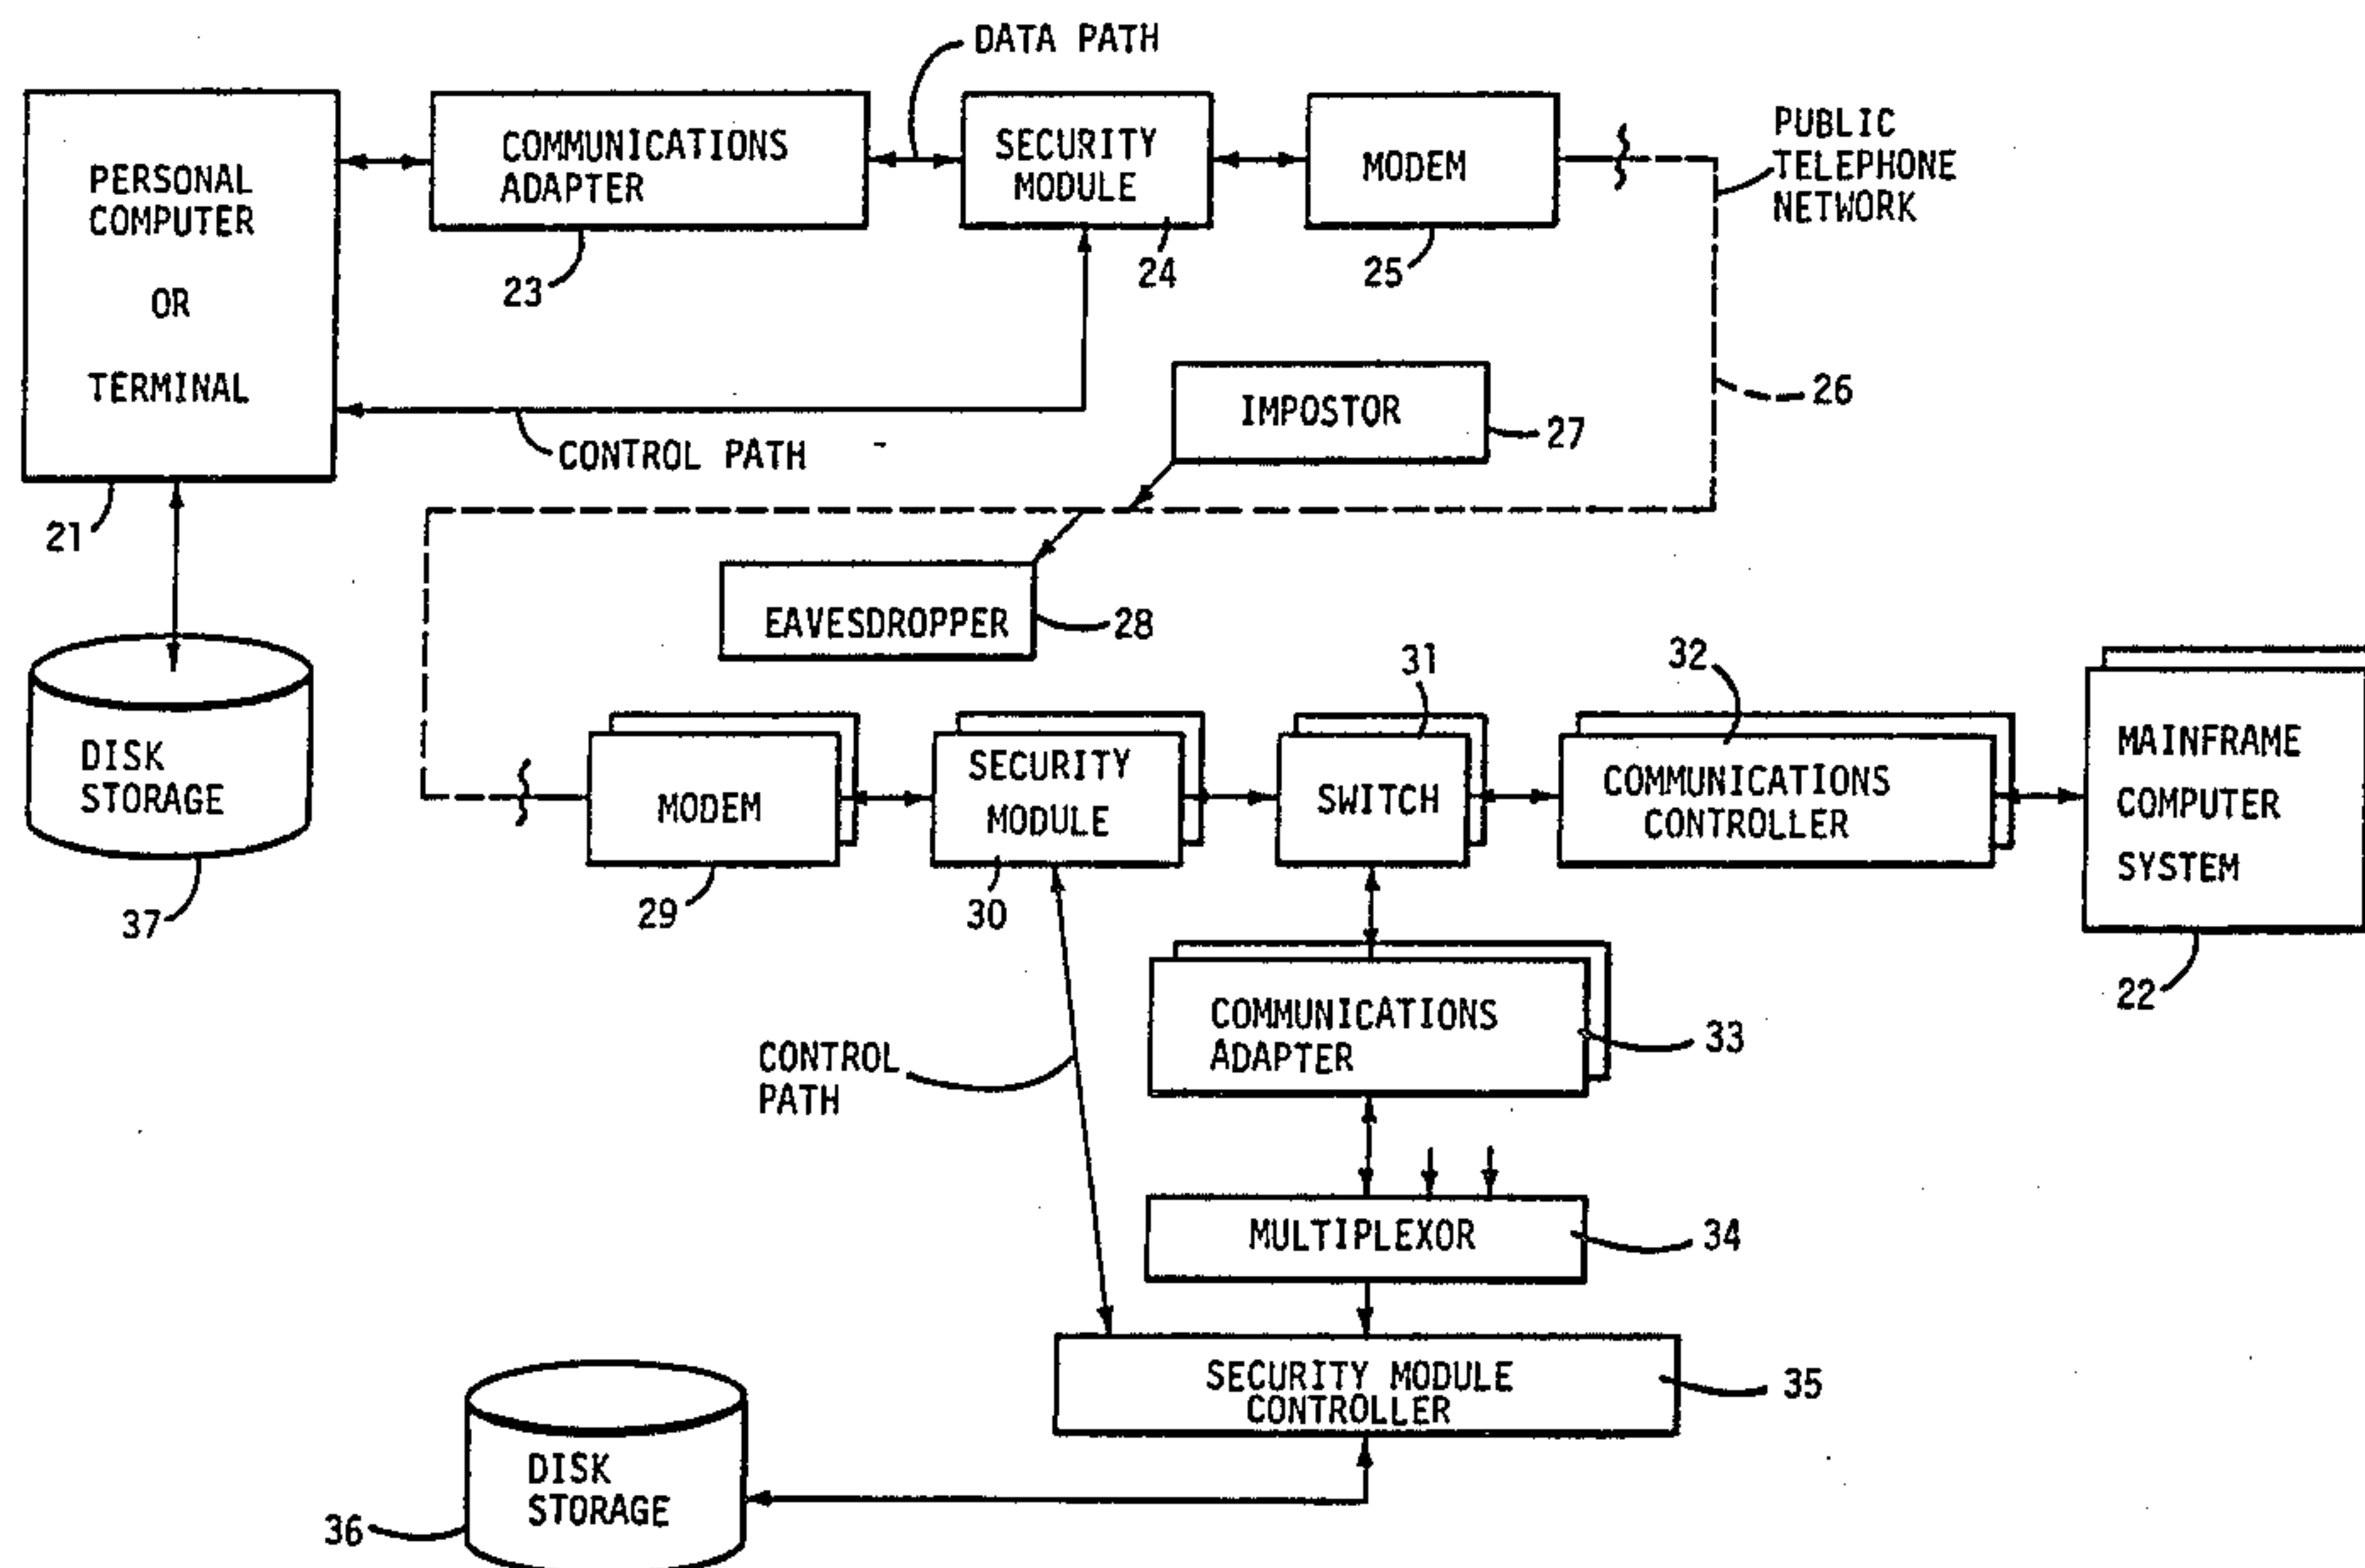 DATA PATH
PERSONAL
COMPUTER
OR
TERMINAL
COMMUNICATIONS
ADAPTER
SECURITY
MODULE
MODEM
PUBLIC
TELEPHONE
NETWORK
23
24
25
26
CONTROL PATH
IMPOSTOR
27
21
EAVESDROPPER
28
DISK
STORAGE
37
MODEM
29
SECURITY
MODULE
30
31
SWITCH
32
COMMUNICATIONS
CONTROLLER
MAINFRAME
COMPUTER
SYSTEM
22
COMMUNICATIONS
ADAPTER
33
CONTROL
PATH
MULTIPLEXOR
34
SECURITY MODULE
CONTROLLER
35
DISK
STORAGE
36